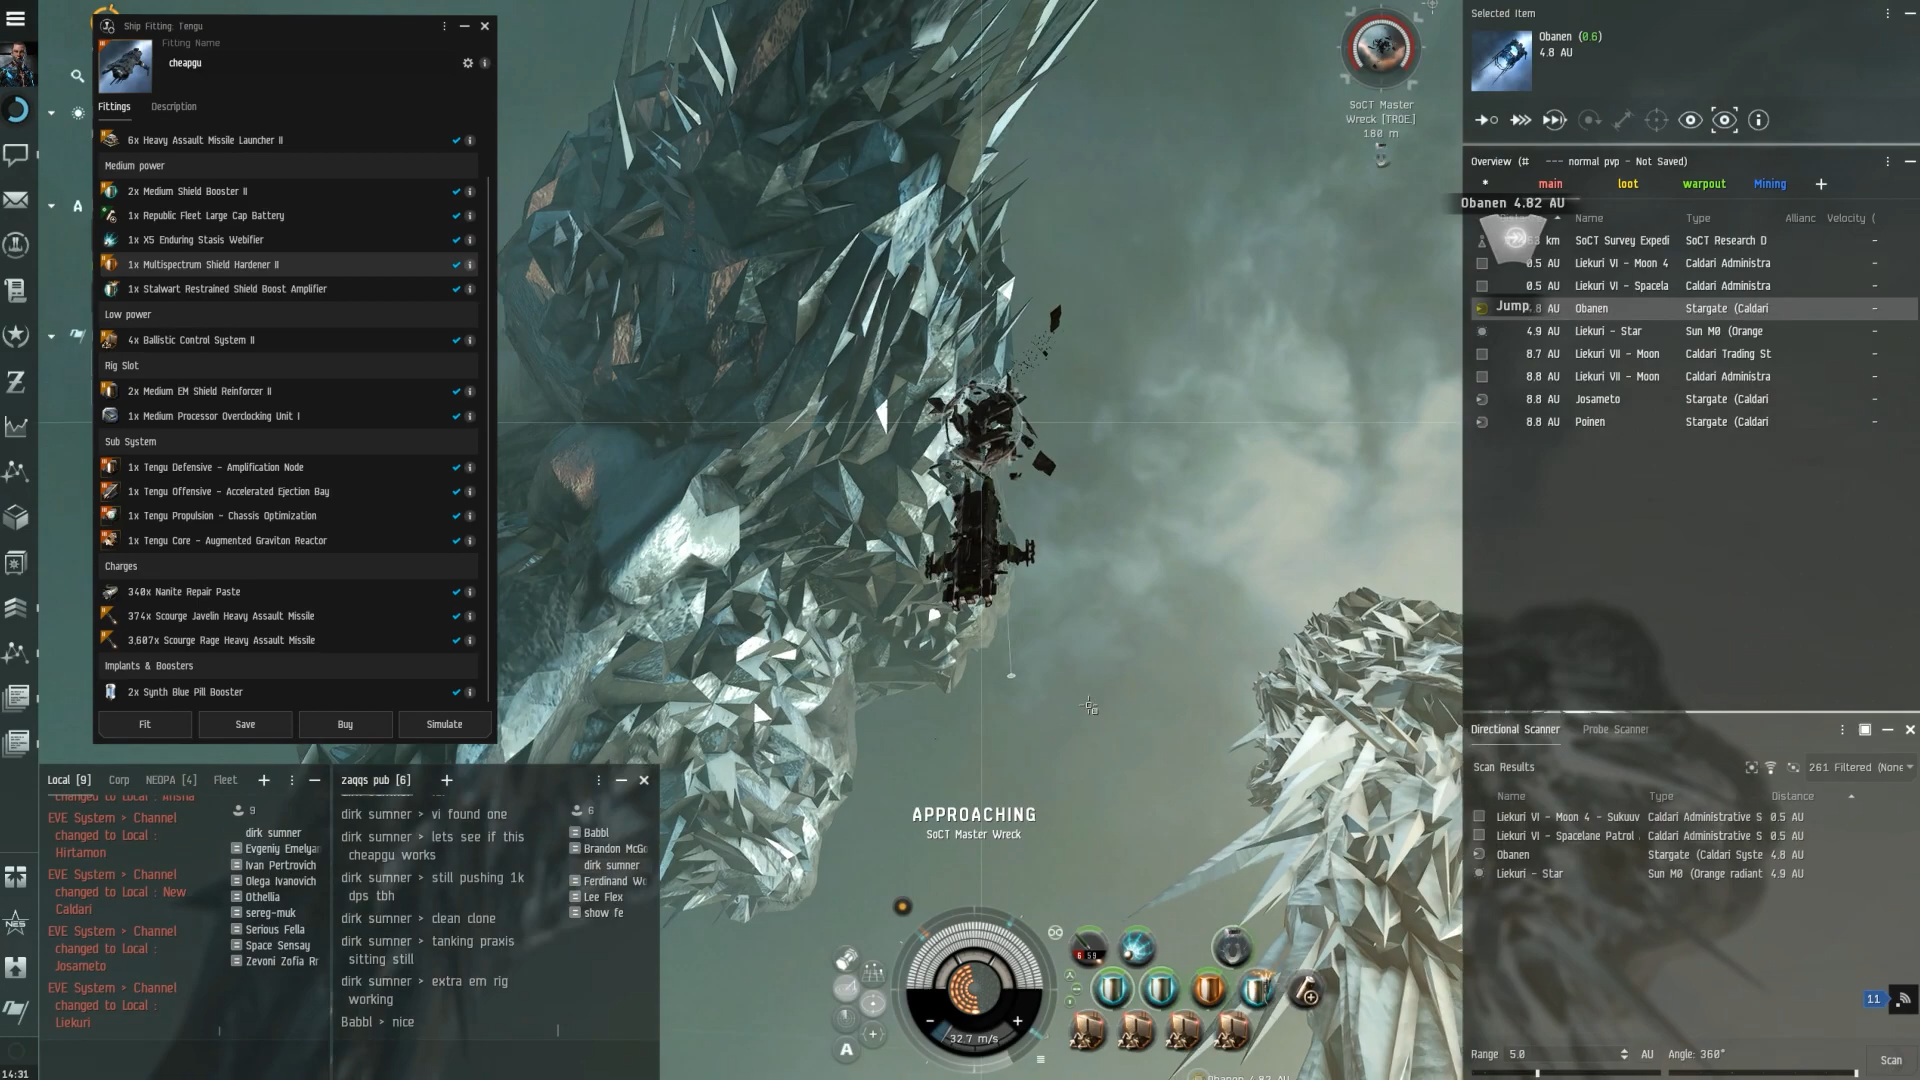 Ship Fitting: Tengu
Fitting Name
cheapgu
Fittings
Description
6x Heavy Assault Missile Launcher II
Medium power
2x Medium Shield Booster II
1x Republic Fleet Large Cap Battery
1x X5 Enduring Stasis Webifier
1x Multispectrum Shield Hardener II
1x Stalwart Restrained Shield Boost Amplifier
Low power
4x Ballistic Control System II
Rig Slot
2x Medium EM Shield Reinforcer II
1x Medium Processor Overclocking Unit I
Sub System
1x Tengu Defensive - Amplification Node
1x Tengu Offensive - Accelerated Ejection Bay
1x Tengu Propulsion - Chassis Optimization
1x Tengu Core - Augmented Graviton Reactor
Charges
340x Nanite Repair Paste
374x Scourge Javelin Heavy Assault Missile
3,607x Scourge Rage Heavy Assault Missile
Implants & Boosters
2x Synth Blue Pill Booster
Fit
Save
Buy
Simulate
A
NES
14:31
Local [9]
Corp
NEOPA [4]
Fleet
changed to Local : Ansha
EVE System > Channel
changed to Local :
Hirtamon
EVE System > Channel
changed to Local : New
Caldari
EVE System > Channel
changed to Local :
Josameto
EVE System > Channel
changed to Local :
Liekuri
9
dirk sumner
Evgeniy Emelya
Ivan Pertrovich
Olega Ivanovich
Othellia
sereg-muk
Serious Fella
Space Sensay
Zevoni Zofia Rr
zaqqs pub [6]
dirk sumner > vi found one
dirk sumner > lets see if this
cheapgu works
dirk sumner > still pushing 1k
dps tbh
dirk sumner > clean clone
dirk sumner > tanking praxis
sitting still
dirk sumner > extra em rig
working
Babbl > nice
6
Babbl
Brandon McGo
dirk sumner
Ferdinand Wo
Lee Flex
show fe
SoCT Master
Wreck [TROE.]
180 m
APPROACHING
SoCT Master Wreck
32.7 m/s
A
6 59
Obanen 4.82 AU
Selected Item
Obanen (0.6)
4.8 AU
Overview (# --- normal pvp - Not Saved)
*
main
loot
warpout
Mining
Obanen 4.82 AU
Name
Type
Allianc
Velocity (
km SoCT Survey Expedi SoCT Research D -
0.5 AU Liekuri VI - Moon 4 Caldari Administra -
0.5 AU Liekuri VI - Spacela Caldari Administra -
Jump
.8 AU Obanen Stargate (Caldari -
4.9 AU Liekuri - Star Sun M0 (Orange -
8.7 AU Liekuri VII - Moon Caldari Trading St -
8.8 AU Liekuri VII - Moon Caldari Administra -
8.8 AU Josameto Stargate (Caldari -
8.8 AU Poinen Stargate (Caldari -
Directional Scanner
Probe Scanner
Scan Results
261 Filtered (None
Name
Type
Distance
Liekuri VI - Moon 4 - Sukuuv Caldari Administrative S 0.5 AU
Liekuri VI - Spacelane Patrol Caldari Administrative S 0.5 AU
Obanen Stargate (Caldari Syste 4.8 AU
Liekuri - Star Sun M0 (Orange radiant 4.9 AU
11
Range 5.0 AU Angle: 360°
Scan